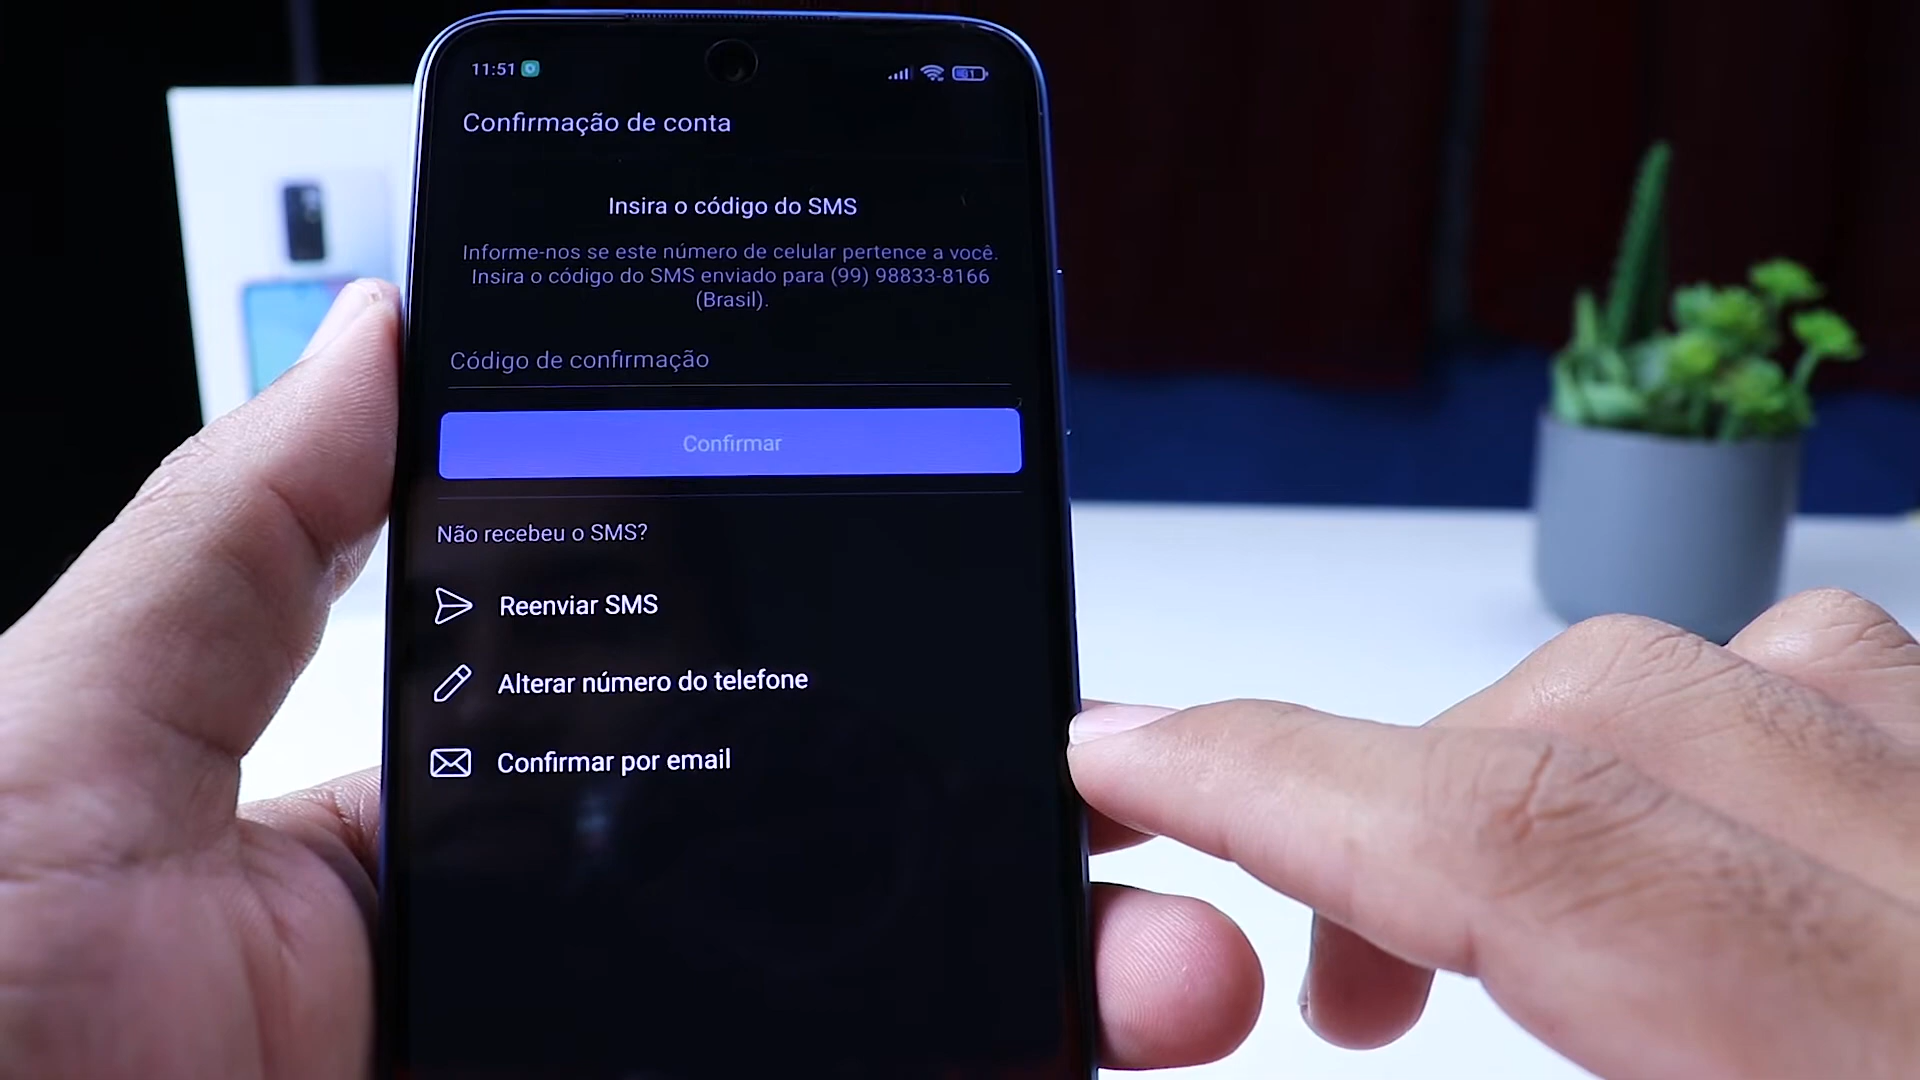 11:51
Confirmação de conta
Insira o código do SMS
Informe-nos se este número de celular pertence a você.
Insira o código do SMS enviado para (99) 98833-8166
(Brasil).
Código de confirmação
Confirmar
Não recebeu o SMS?
Reenviar SMS
Alterar número do telefone
Confirmar por email